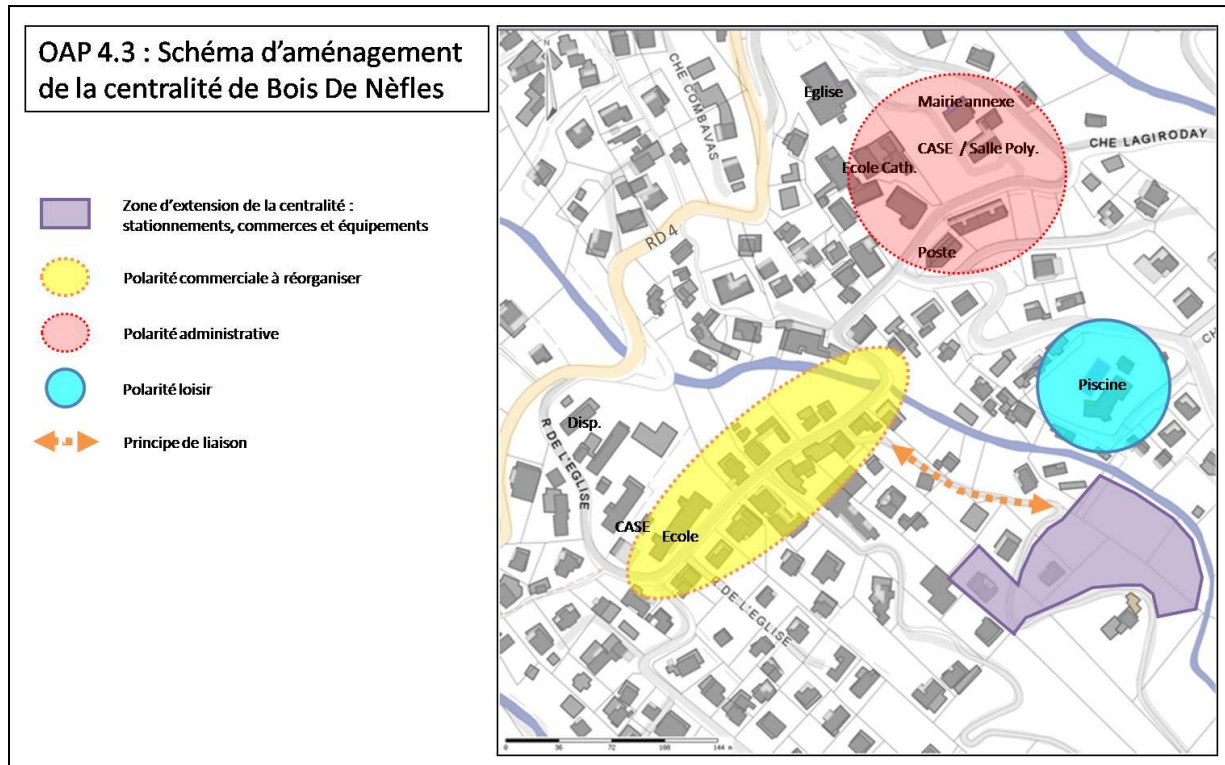 OAP 4.3 : Schéma d’aménagement
de la centralité de Bois De Nèfles
Zone d’extension de la centralité :
stationnements, commerces et équipements
Polarité commerciale à réorganiser
Polarité administrative
Polarité loisir
Principe de liaison
N
CHE COMBAVAS
Eglise
Mairie annexe
CHE LAGIRODAY
CASE / Salle Poly.
Ecole Cath.
RD 4
Poste
CH
Piscine
Disp.
R DE L'EGLISE
CASE
Ecole
R DE L'EGLISE
0 36 72 108 144 m